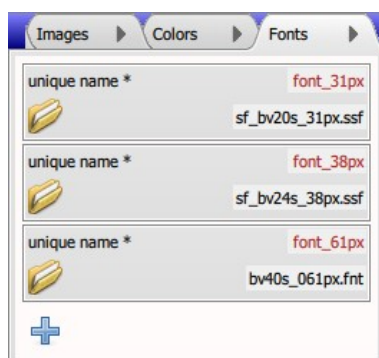 Images Colors Fonts
unique name * font_31px
sf_bv20s_31px.ssf
unique name * font_38px
sf_bv24s_38px.ssf
unique name * font_61px
bv40s_061px.fnt